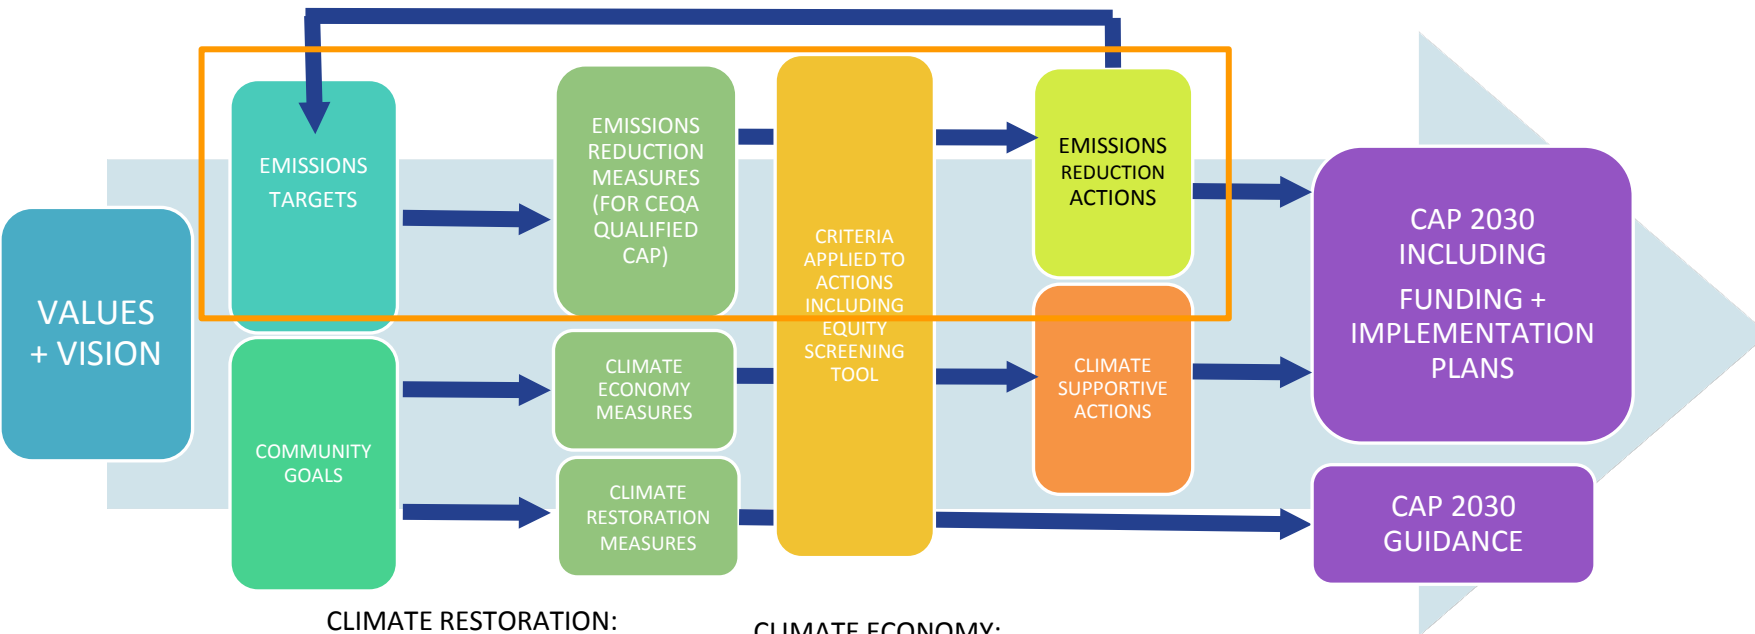 VALUES
+ VISION
EMISSIONS
TARGETS
COMMUNITY
GOALS
EMISSIONS
REDUCTION
MEASURES
(FOR CEQA
QUALIFIED
CAP)
CLIMATE
ECONOMY
MEASURES
CLIMATE
RESTORATION
MEASURES
CRITERIA
APPLIED TO
ACTIONS
INCLUDING
EQUITY
SCREENING
TOOL
EMISSIONS
REDUCTION
ACTIONS
CLIMATE
SUPPORTIVE
ACTIONS
CAP 2030
INCLUDING
FUNDING +
IMPLEMENTATION
PLANS
CAP 2030
GUIDANCE
CLIMATE RESTORATION:
CLIMATE ECONOMY: